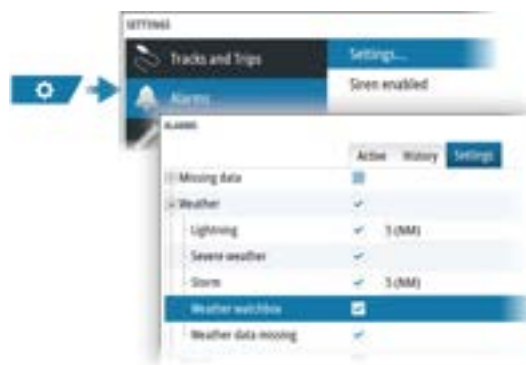 SETTINGS
Tracks and Trips
Settings...
Alarms
Siren enabled
ALARMS
Active History Settings
Missing data
Weather
Lightning 5 (NM)
Severe weather
Storm 5 (NM)
Weather watchbox
Weather data missing